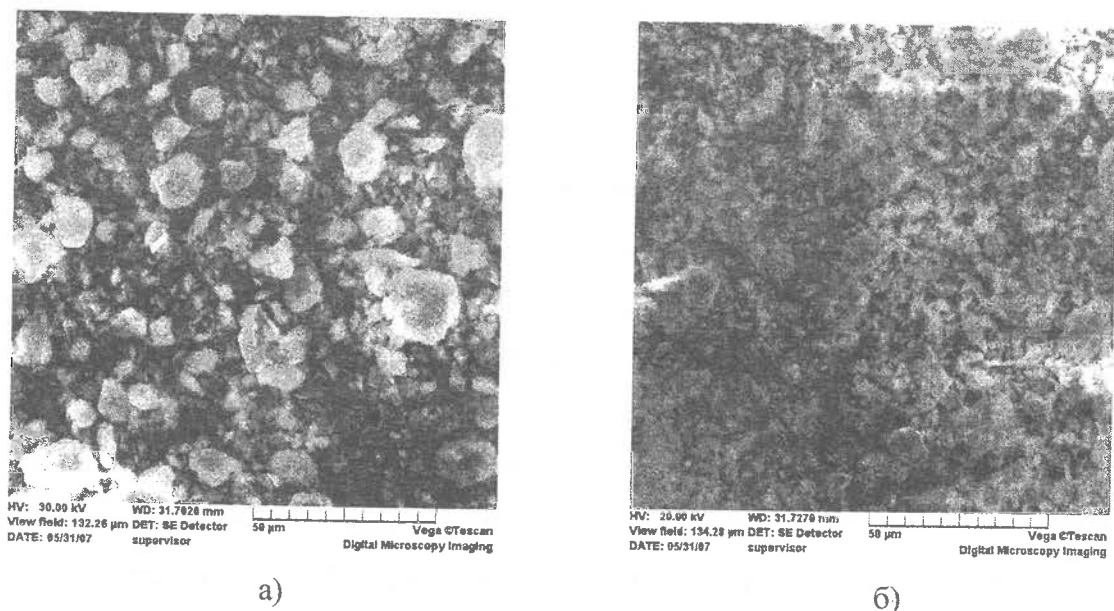 HV: 30.00 kV WD: 31.7920 mm
View field: 132.26 µm DET: SE Detector 50 µm Vega ©Tescan
DATE: 05/31/07 supervisor Digital Microscopy Imaging
а)
HV: 20.00 kV WD: 31.7270 mm
View field: 134.28 µm DET: SE Detector 50 µm Vega ©Tescan
DATE: 05/31/07 supervisor Digital Microscopy Imaging
б)